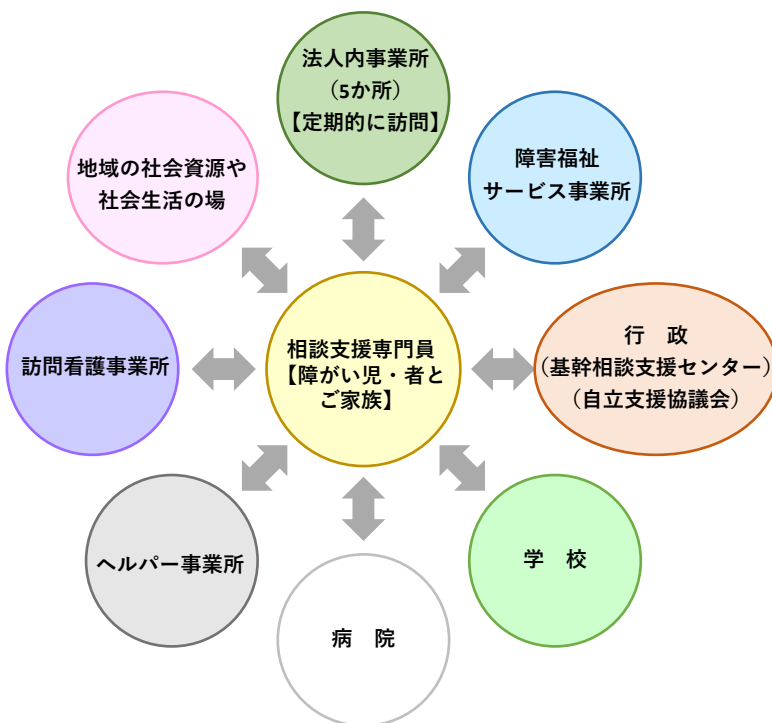 法人内事業所
（5か所）
【定期的に訪問】
地域の社会資源や
社会生活の場
障害福祉
サービス事業所
訪問看護事業所
相談支援専門員
【障がい児・者と
ご家族】
行　政
（基幹相談支援センター）
（自立支援協議会）
ヘルパー事業所
学　校
病　院